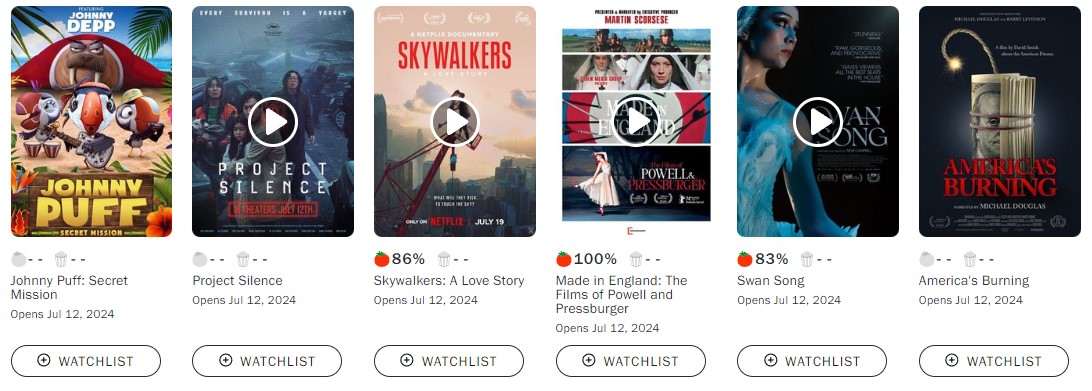 FEATURING
JOHNNY
DEPP
JOHNNY
PUFF
SECRET MISSION
EVERY SURVIVOR IS A TARGET
PROJECT
SILENCE
IN THEATERS JULY 12TH
A NETFLIX DOCUMENTARY
SKYWALKERS
A LOVE STORY
WHAT WILL THEY RISK
TO TOUCH THE SKY?
ONLY ON NETFLIX JULY 19
PRESENTED & NARRATED BY EXECUTIVE PRODUCER
MARTIN SCORSESE
MADE IN
ENGLAND
The Films of
POWELL &
PRESSBURGER
"STUNNING"
"RAW, GORGEOUS,
AND PROVOCATIVE"
"GIVES VIEWERS
ALL THE BEST SEATS
IN THE HOUSE"
WAN
ONG
MICHAEL DOUGLAS and BARRY LEVINSON
A film by David Smick
about the American Dream.
AMERICA'S
BURNING
NARRATED BY MICHAEL DOUGLAS
- - - -
Johnny Puff: Secret
Mission
Opens Jul 12, 2024
WATCHLIST
- - - -
Project Silence
Opens Jul 12, 2024
WATCHLIST
86% - -
Skywalkers: A Love Story
Opens Jul 12, 2024
WATCHLIST
100% - -
Made in England: The
Films of Powell and
Pressburger
Opens Jul 12, 2024
WATCHLIST
83% - -
Swan Song
Opens Jul 12, 2024
WATCHLIST
- - - -
America's Burning
Opens Jul 12, 2024
WATCHLIST